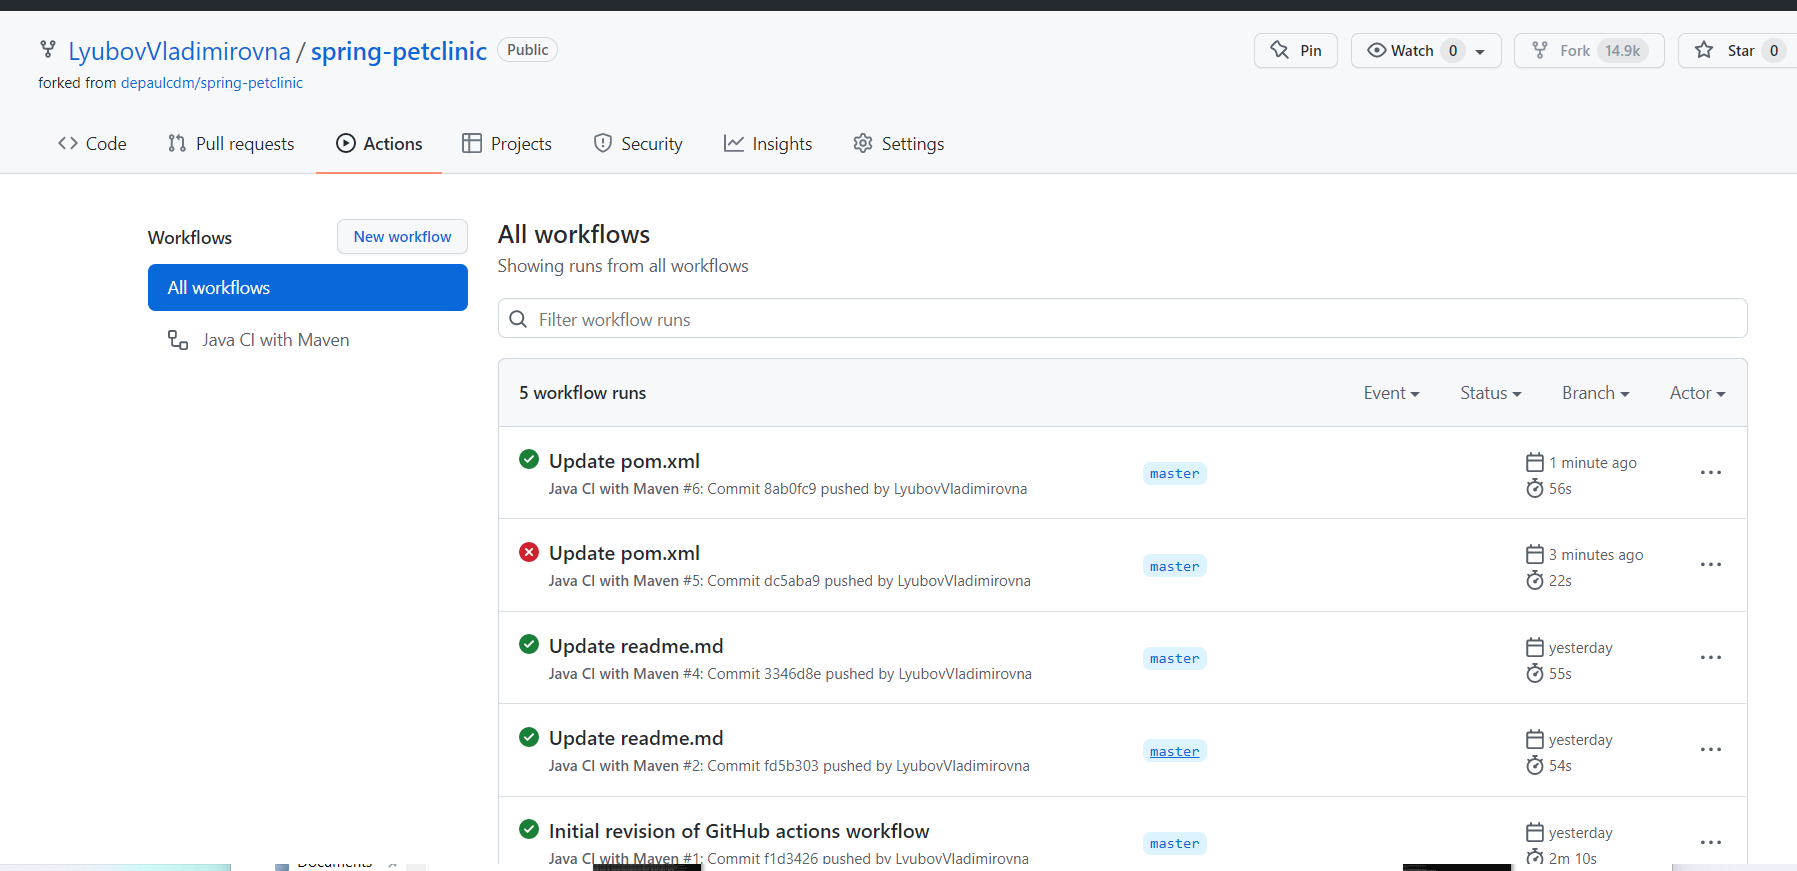 LyubovVladimirovna / spring-petclinic Public
Pin Watch 0 Fork 14.9k Star 0
forked from depaulcdm/spring-petclinic
Code Pull requests Actions Projects Security Insights Settings
Workflows New workflow
All workflows
Java CI with Maven
All workflows
Showing runs from all workflows
Filter workflow runs
5 workflow runs Event Status Branch Actor
Update pom.xml
Java CI with Maven #6: Commit 8ab0fc9 pushed by LyubovVladimirovna
master
1 minute ago
56s
Update pom.xml
Java CI with Maven #5: Commit dc5aba9 pushed by LyubovVladimirovna
master
3 minutes ago
22s
Update readme.md
Java CI with Maven #4: Commit 3346d8e pushed by LyubovVladimirovna
master
yesterday
55s
Update readme.md
Java CI with Maven #2: Commit fd5b303 pushed by LyubovVladimirovna
master
yesterday
54s
Initial revision of GitHub actions workflow
Java CI with Maven #1: Commit f1d3426 pushed by LyubovVladimirovna
master
yesterday
2m 10s
Documents